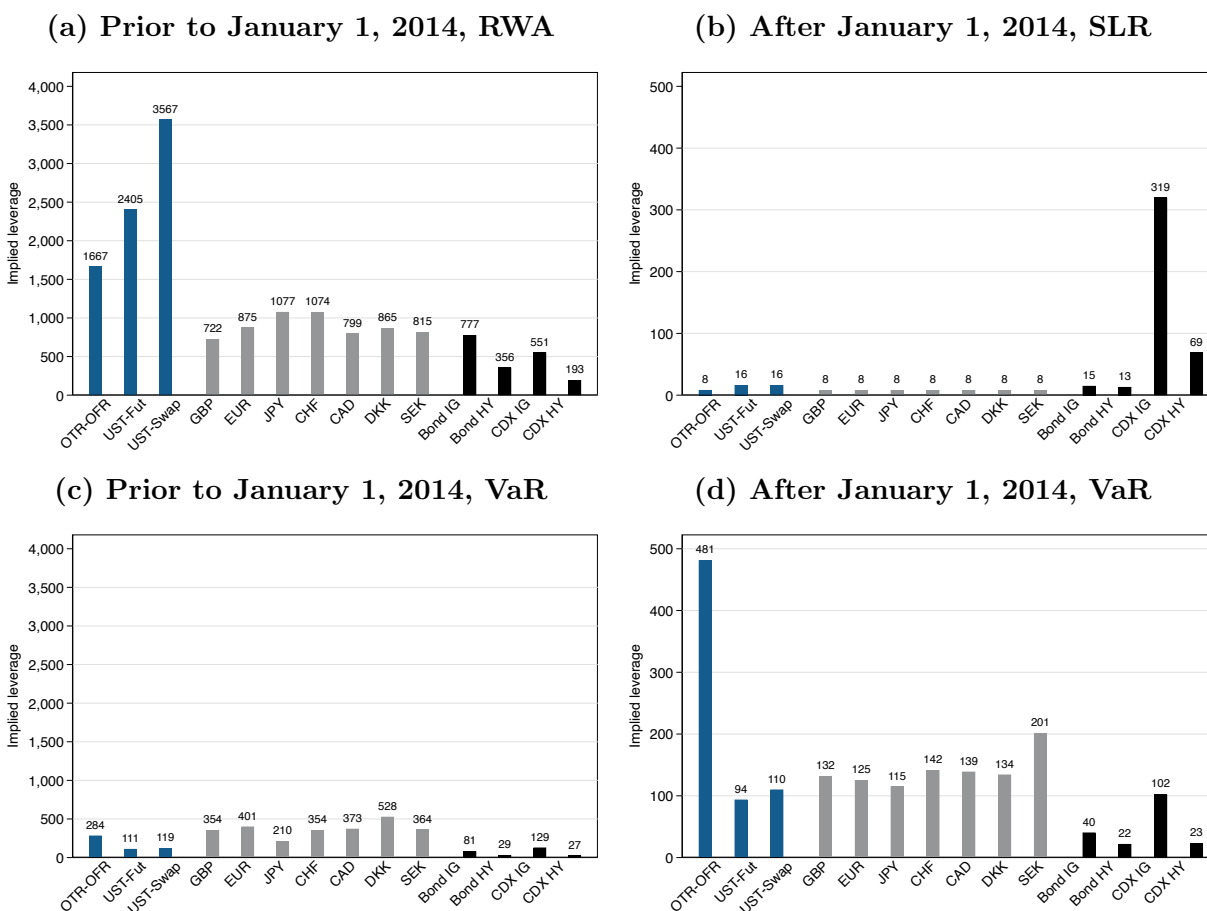 (a) Prior to January 1, 2014, RWA
4,000
3,500
3,000
2,500
2,000
1,500
1,000
500
0
Implied leverage
1667
2405
3567
722
875
1077
1074
799
865
815
777
356
551
193
OTR-OFR
UST-Fut
UST-Swap
GBP
EUR
JPY
CHF
CAD
DKK
SEK
Bond IG
Bond HY
CDX IG
CDX HY
(b) After January 1, 2014, SLR
500
400
300
200
100
0
Implied leverage
8
16
16
8
8
8
8
8
8
8
15
13
319
69
OTR-OFR
UST-Fut
UST-Swap
GBP
EUR
JPY
CHF
CAD
DKK
SEK
Bond IG
Bond HY
CDX IG
CDX HY
(c) Prior to January 1, 2014, VaR
4,000
3,500
3,000
2,500
2,000
1,500
1,000
500
0
Implied leverage
284
111
119
354
401
210
354
373
528
364
81
29
129
27
OTR-OFR
UST-Fut
UST-Swap
GBP
EUR
JPY
CHF
CAD
DKK
SEK
Bond IG
Bond HY
CDX IG
CDX HY
(d) After January 1, 2014, VaR
500
400
300
200
100
0
Implied leverage
481
94
110
132
125
115
142
139
134
201
40
22
102
23
OTR-OFR
UST-Fut
UST-Swap
GBP
EUR
JPY
CHF
CAD
DKK
SEK
Bond IG
Bond HY
CDX IG
CDX HY